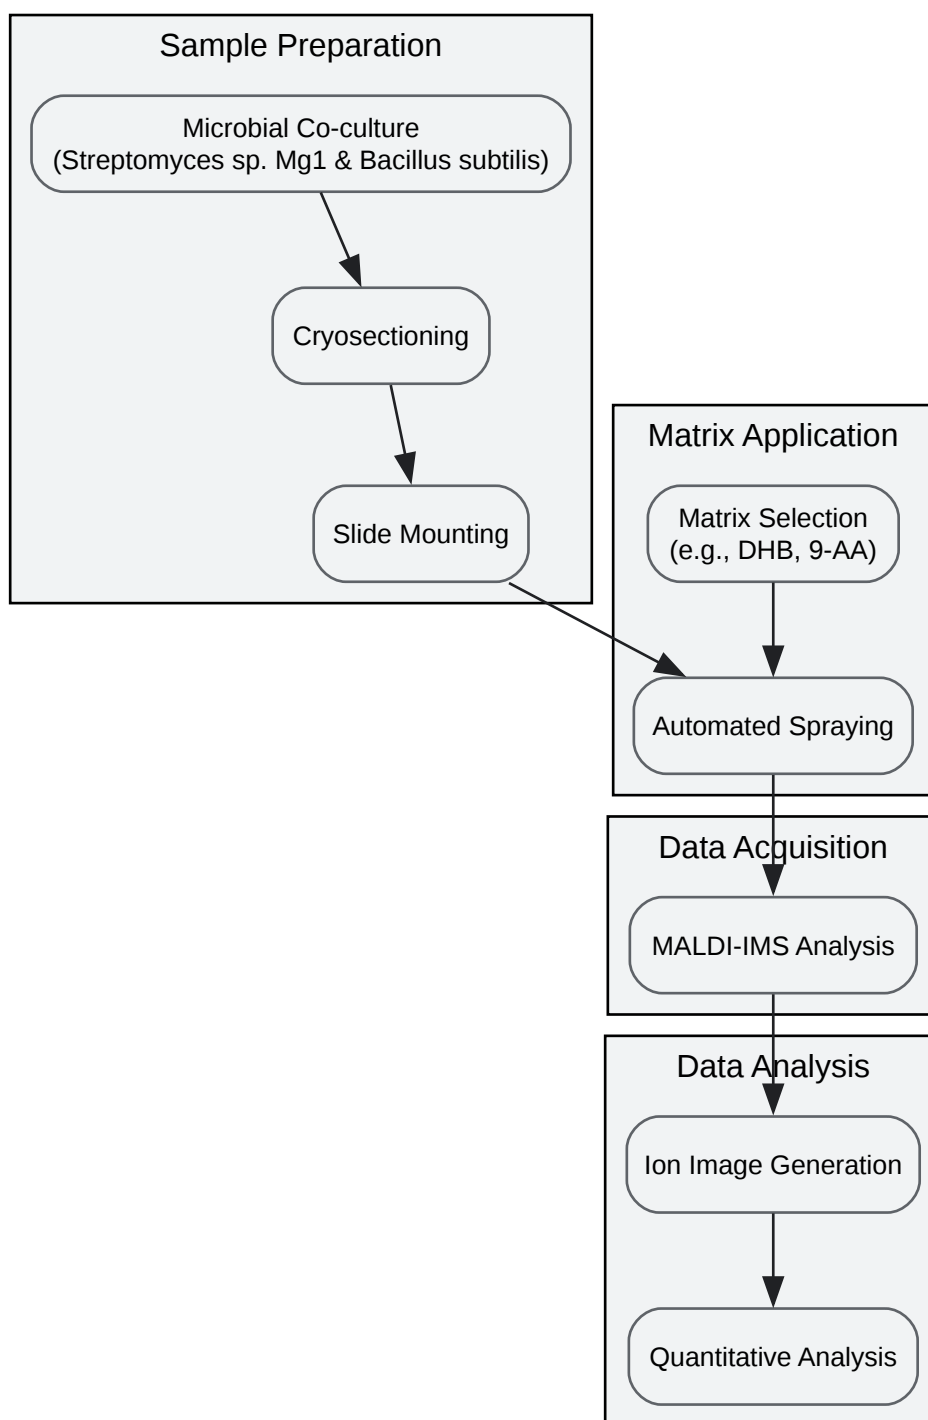 Sample Preparation
Microbial Co-culture
(Streptomyces sp. Mg1 & Bacillus subtilis)
Cryosectioning
Slide Mounting
Matrix Application
Matrix Selection
(e.g., DHB, 9-AA)
Automated Spraying
Data Acquisition
MALDI-IMS Analysis
Data Analysis
Ion Image Generation
Quantitative Analysis